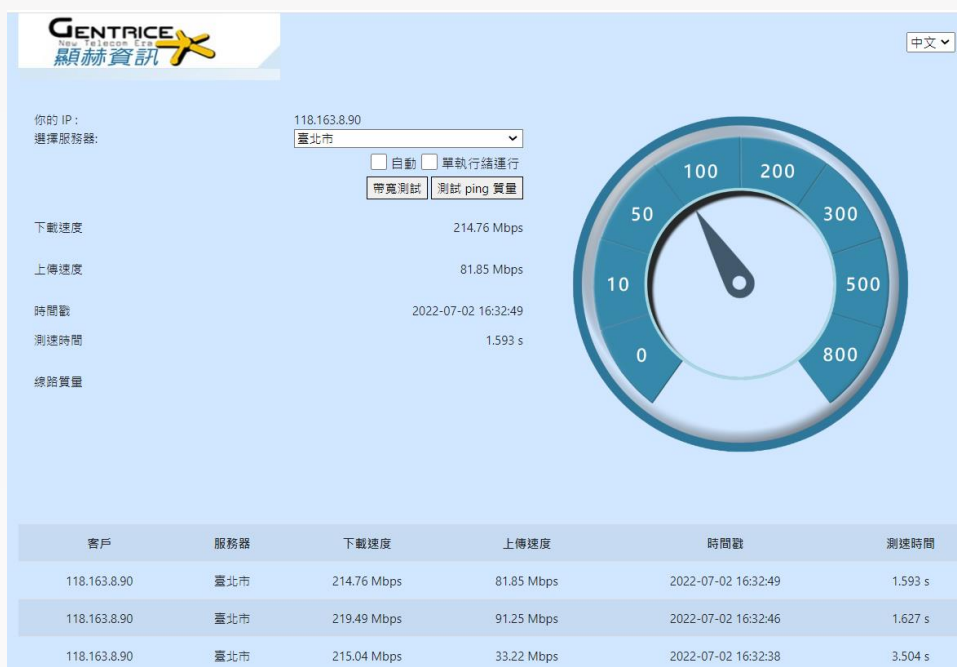 GENTRICE
New Telecom Era
顯赫資訊
中文
你的 IP : 118.163.8.90
選擇服務器: 臺北市
自動 單執行緒運行
帶寬測試 測試 ping 質量
下載速度 214.76 Mbps
上傳速度 81.85 Mbps
時間戳 2022-07-02 16:32:49
測速時間 1.593 s
線路質量
0
10
50
100
200
300
500
800
客戶 服務器 下載速度 上傳速度 時間戳 測速時間
118.163.8.90 臺北市 214.76 Mbps 81.85 Mbps 2022-07-02 16:32:49 1.593 s
118.163.8.90 臺北市 219.49 Mbps 91.25 Mbps 2022-07-02 16:32:46 1.627 s
118.163.8.90 臺北市 215.04 Mbps 33.22 Mbps 2022-07-02 16:32:38 3.504 s